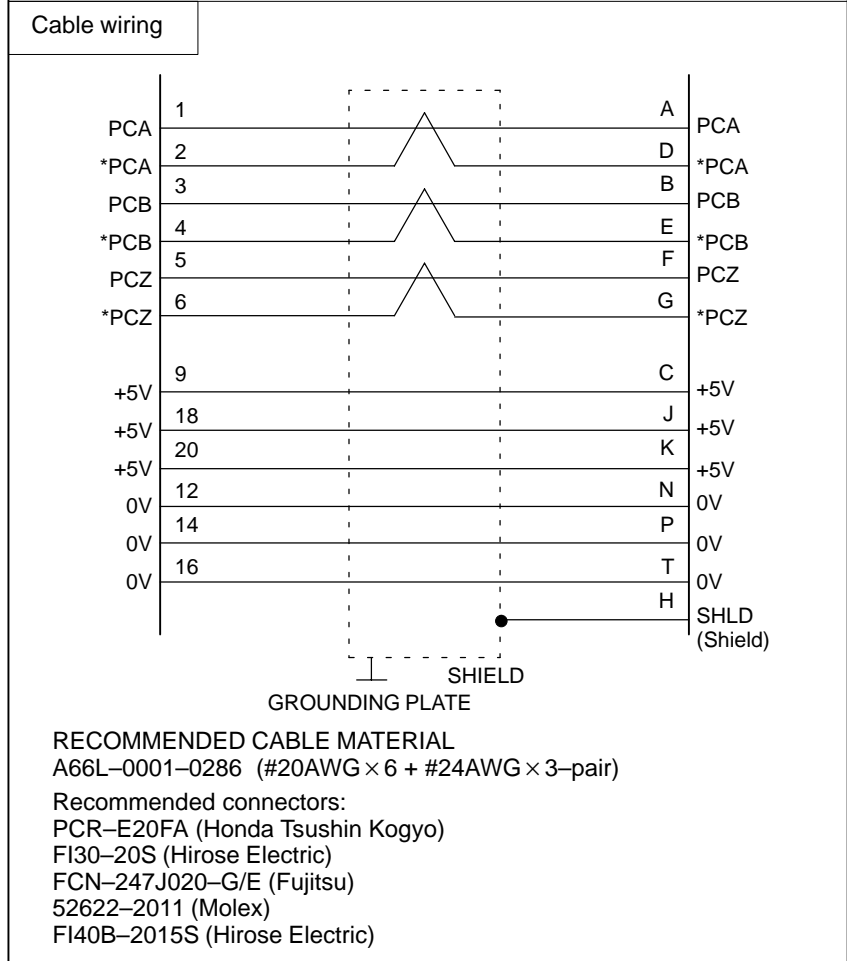 Cable wiring
PCA 1 A PCA
*PCA 2 D *PCA
PCB 3 B PCB
*PCB 4 E *PCB
PCZ 5 F PCZ
*PCZ 6 G *PCZ
+5V 9 C +5V
+5V 18 J +5V
+5V 20 K +5V
0V 12 N 0V
0V 14 P 0V
0V 16 T 0V
H SHLD
(Shield)
SHIELD
GROUNDING PLATE
RECOMMENDED CABLE MATERIAL
A66L–0001–0286 (#20AWG×6 + #24AWG×3–pair)
Recommended connectors:
PCR–E20FA (Honda Tsushin Kogyo)
FI30–20S (Hirose Electric)
FCN–247J020–G/E (Fujitsu)
52622–2011 (Molex)
FI40B–2015S (Hirose Electric)